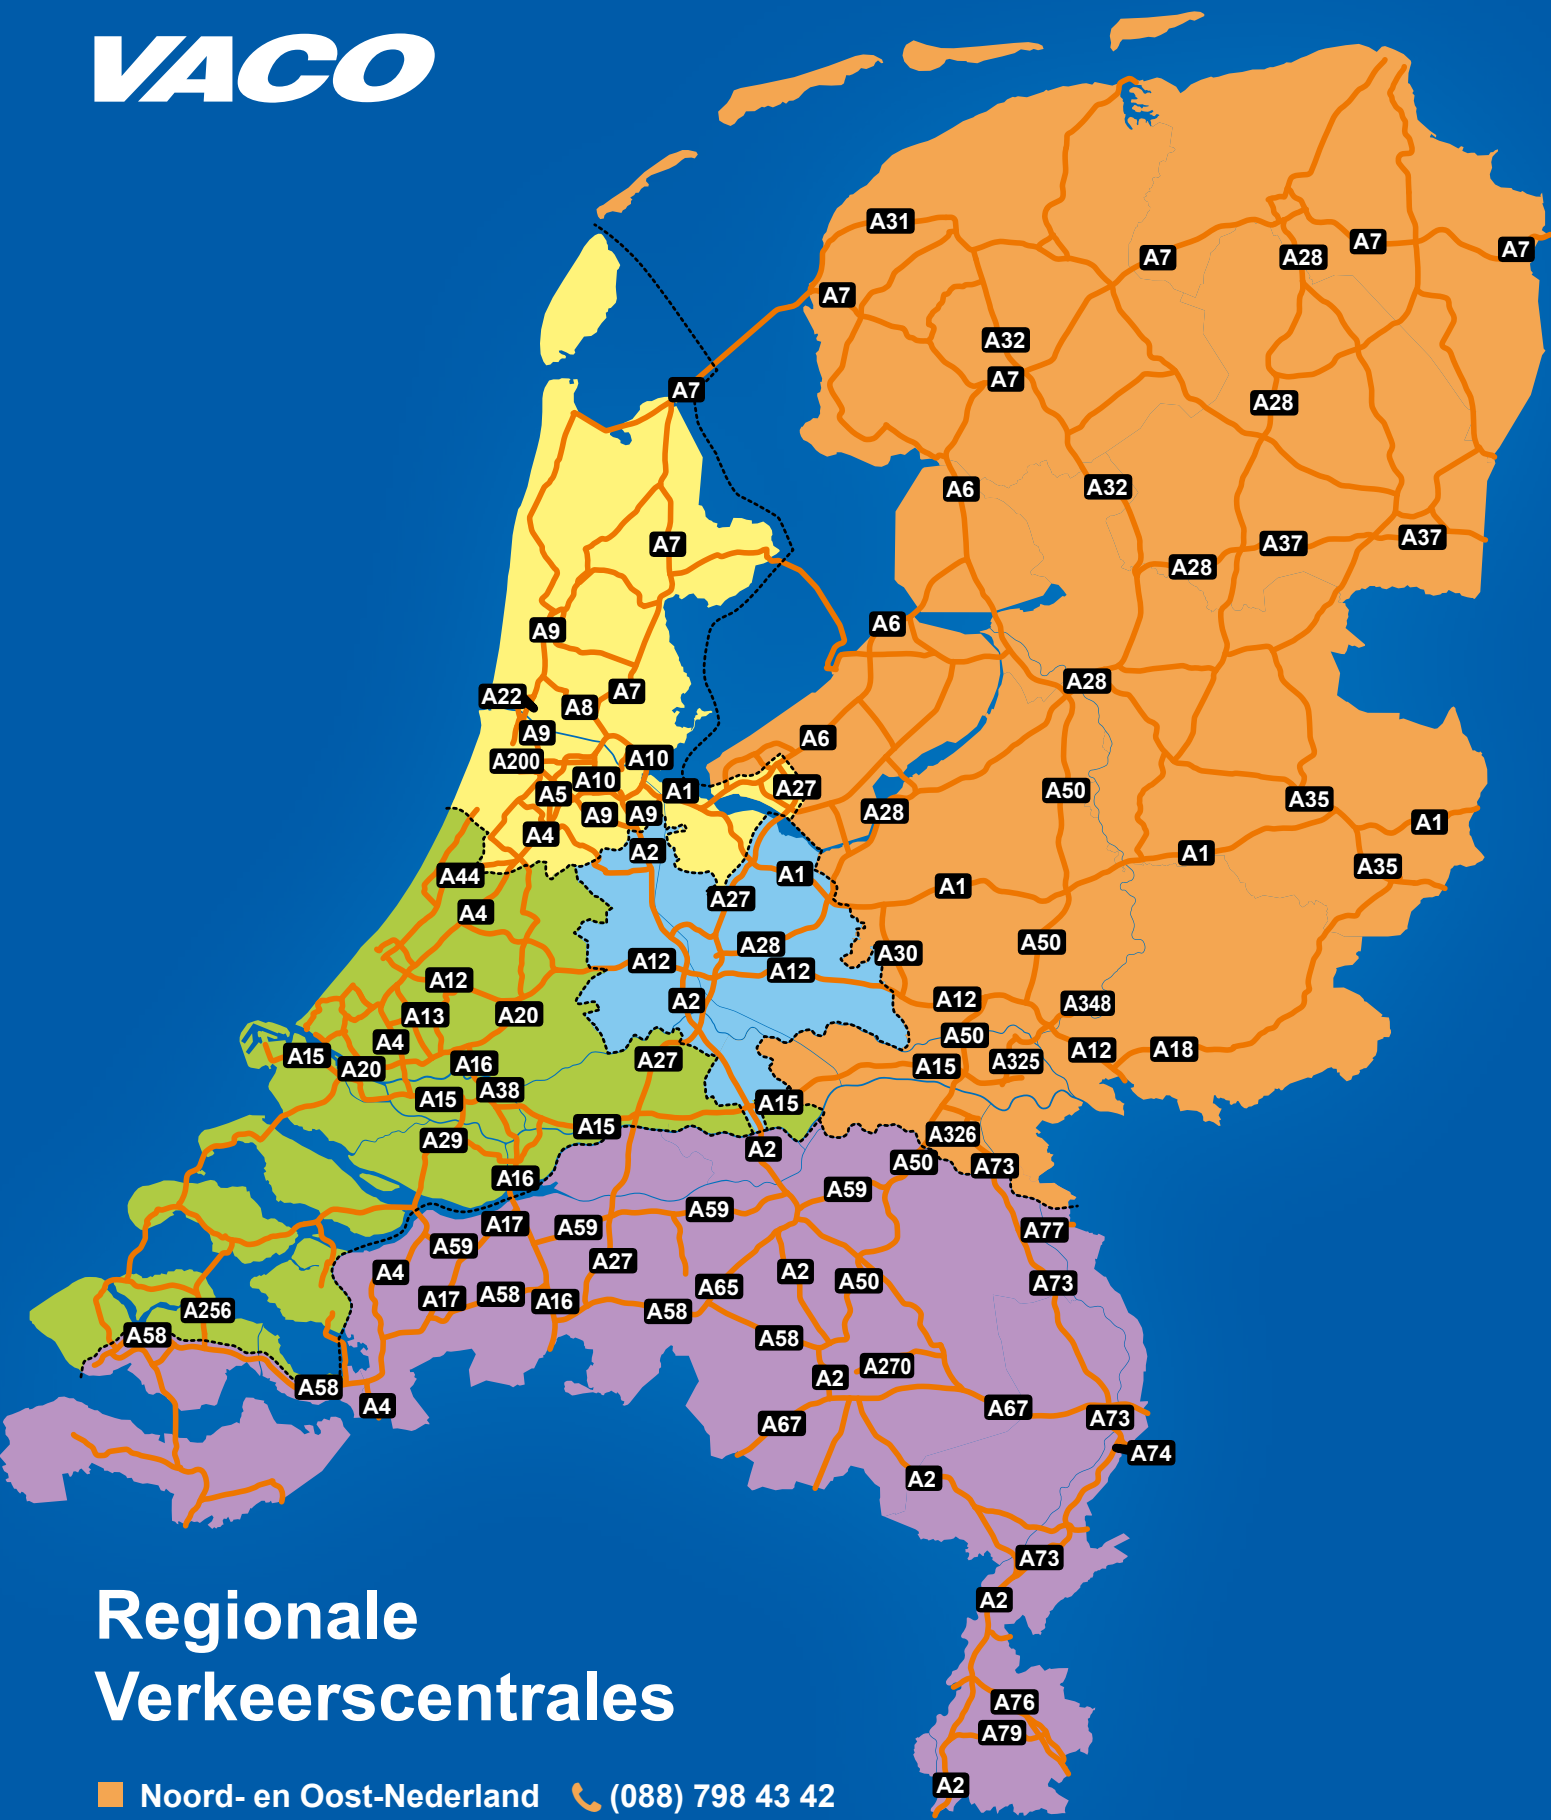 VACO
A31
A7
A28
A7
A7
A7
A32
A7
A7
A28
A6
A32
A7
A37
A37
A28
A9
A6
A28
A22
A7
A8
A9
A6
A200
A10
A10
A5
A1
A27
A50
A35
A9
A9
A28
A1
A4
A2
A1
A35
A44
A1
A1
A27
A4
A28
A12
A12
A30
A50
A12
A2
A12
A348
A13
A20
A4
A50
A15
A20
A16
A27
A15
A325
A12
A18
A15
A38
A15
A29
A15
A2
A326
A50
A73
A16
A59
A59
A17
A59
A77
A59
A27
A4
A2
A50
A73
A65
A17
A58
A16
A58
A256
A58
A58
A2
A270
A58
A4
A67
A67
A73
A74
A2
A73
A2
A76
A79
A2
Regionale
Verkeerscentrales
Noord- en Oost-Nederland (088) 798 43 42